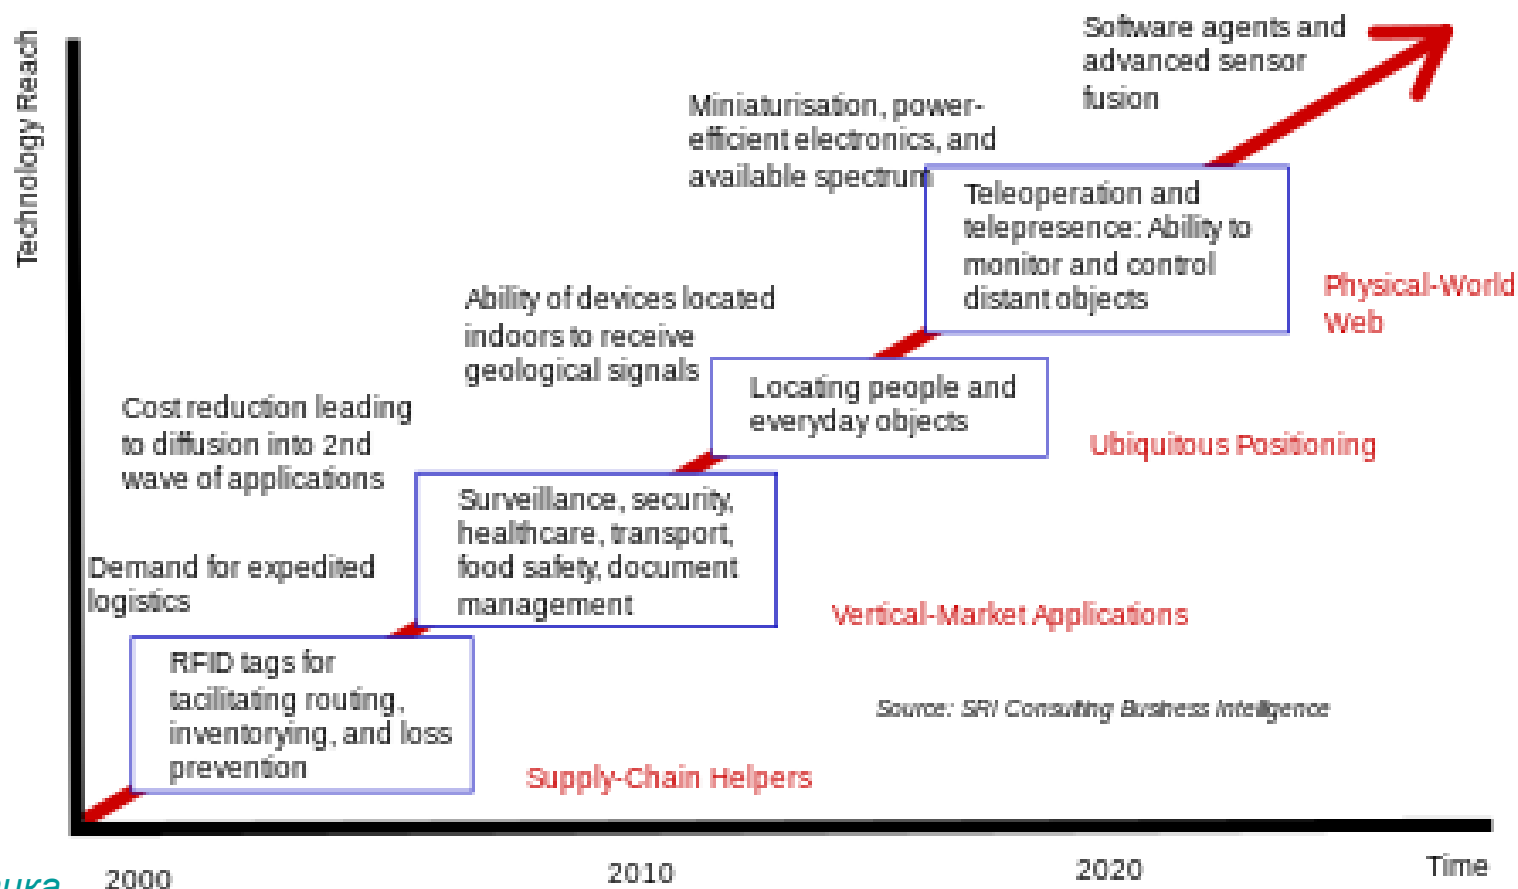 Technology Reach
Software agents and
advanced sensor
fusion
Miniaturisation, power-
efficient electronics, and
available spectrum
Teleoperation and
telepresence: Ability to
monitor and control
distant objects
Physical-World
Web
Ability of devices located
indoors to receive
geological signals
Locating people and
everyday objects
Ubiquitous Positioning
Cost reduction leading
to diffusion into 2nd
wave of applications
Surveillance, security,
healthcare, transport,
food safety, document
management
Vertical-Market Applications
Demand for expedited
logistics
RFID tags for
tacilitating routing,
inventorying, and loss
prevention
Supply-Chain Helpers
Source: SRI Consulting Business Intelligence
2000
2010
2020
Time